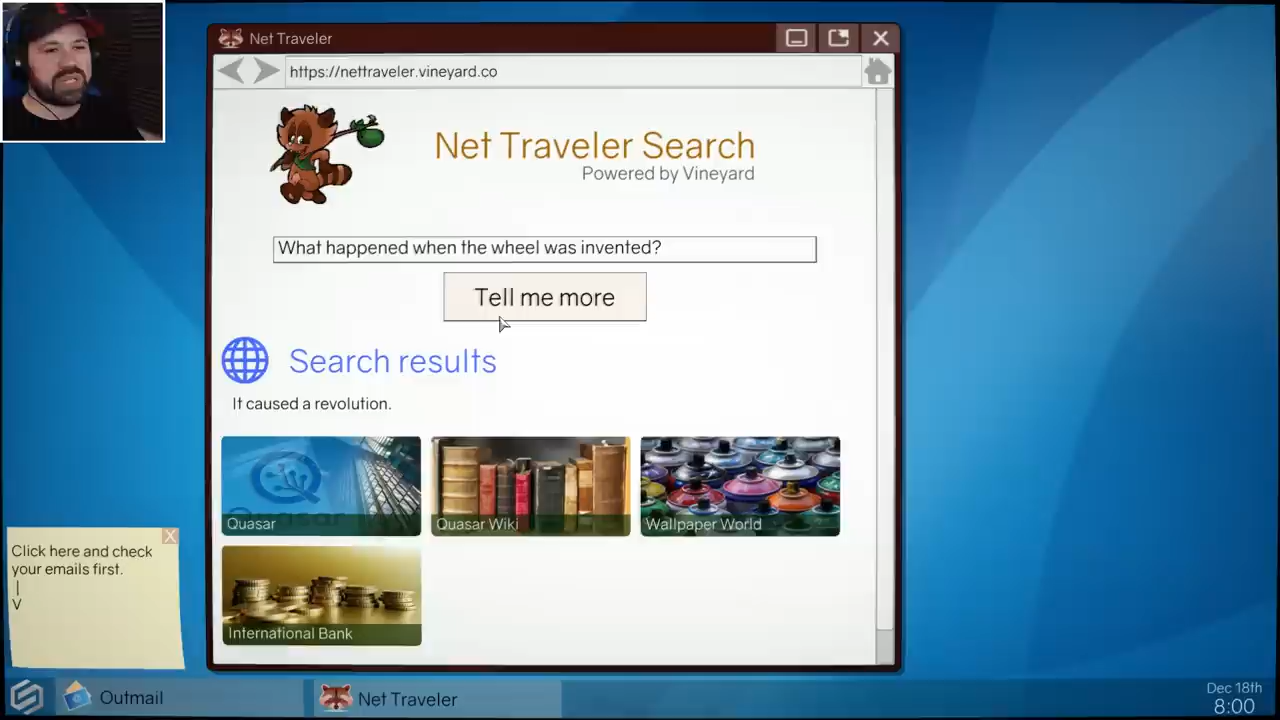 Net Traveler
https://nettraveler.vineyard.co
Net Traveler Search
Powered by Vineyard
What happened when the wheel was invented?
Tell me more
Search results
It caused a revolution.
Quasar
Quasar
Quasar Wiki
Wallpaper World
International Bank
Click here and check
your emails first.
|
V
X
Outmail
Net Traveler
Dec 18th
8:00